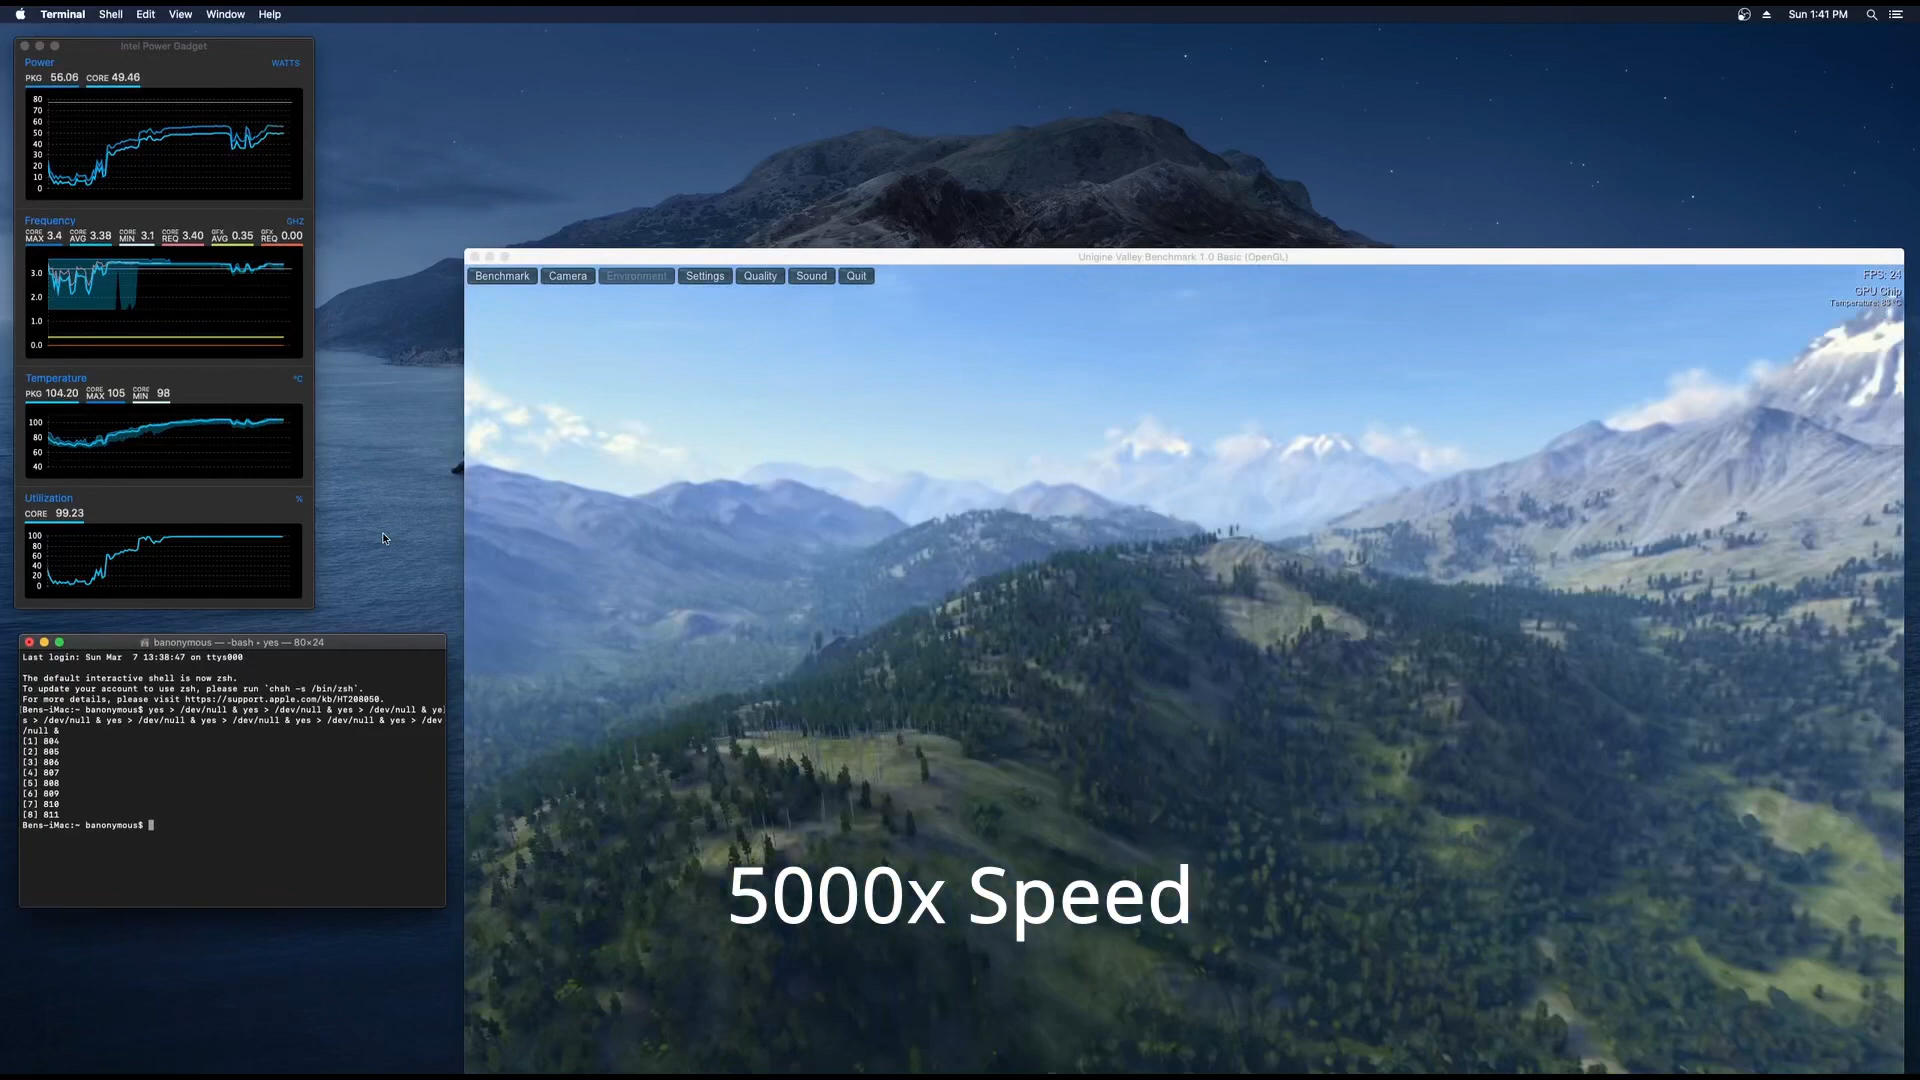 Terminal Shell Edit View Window Help
Sun 1:41 PM
Intel Power Gadget
Power WATTS
PKG 56.06 CORE 49.46
80
70
60
50
40
30
20
10
0
Frequency GHZ
CORE MAX 3.4 CORE AVG 3.38 CORE MIN 3.1 CORE REQ 3.40 GFX AVG 0.35 GFX REQ 0.00
3.0
2.0
1.0
0.0
Temperature °C
PKG 104.20 CORE MAX 105 CORE MIN 98
100
80
60
40
Utilization %
CORE 99.23
100
80
60
40
20
0
banonymous — -bash • yes — 80×24
Last login: Sun Mar 7 13:38:47 on ttys000
The default interactive shell is now zsh.
To update your account to use zsh, please run `chsh -s /bin/zsh`.
For more details, please visit https://support.apple.com/kb/HT208050.
[Bens-iMac:~ banonymous$ yes > /dev/null & yes > /dev/null & yes > /dev/null & ye]
s > /dev/null & yes > /dev/null & yes > /dev/null & yes > /dev/null & yes > /dev
/null &
[1] 804
[2] 805
[3] 806
[4] 807
[5] 808
[6] 809
[7] 810
[8] 811
Bens-iMac:~ banonymous$
Unigine Valley Benchmark 1.0 Basic (OpenGL)
Benchmark Camera Environment Settings Quality Sound Quit
FPS: 24
GPU Chip
Temperature:
5000x Speed